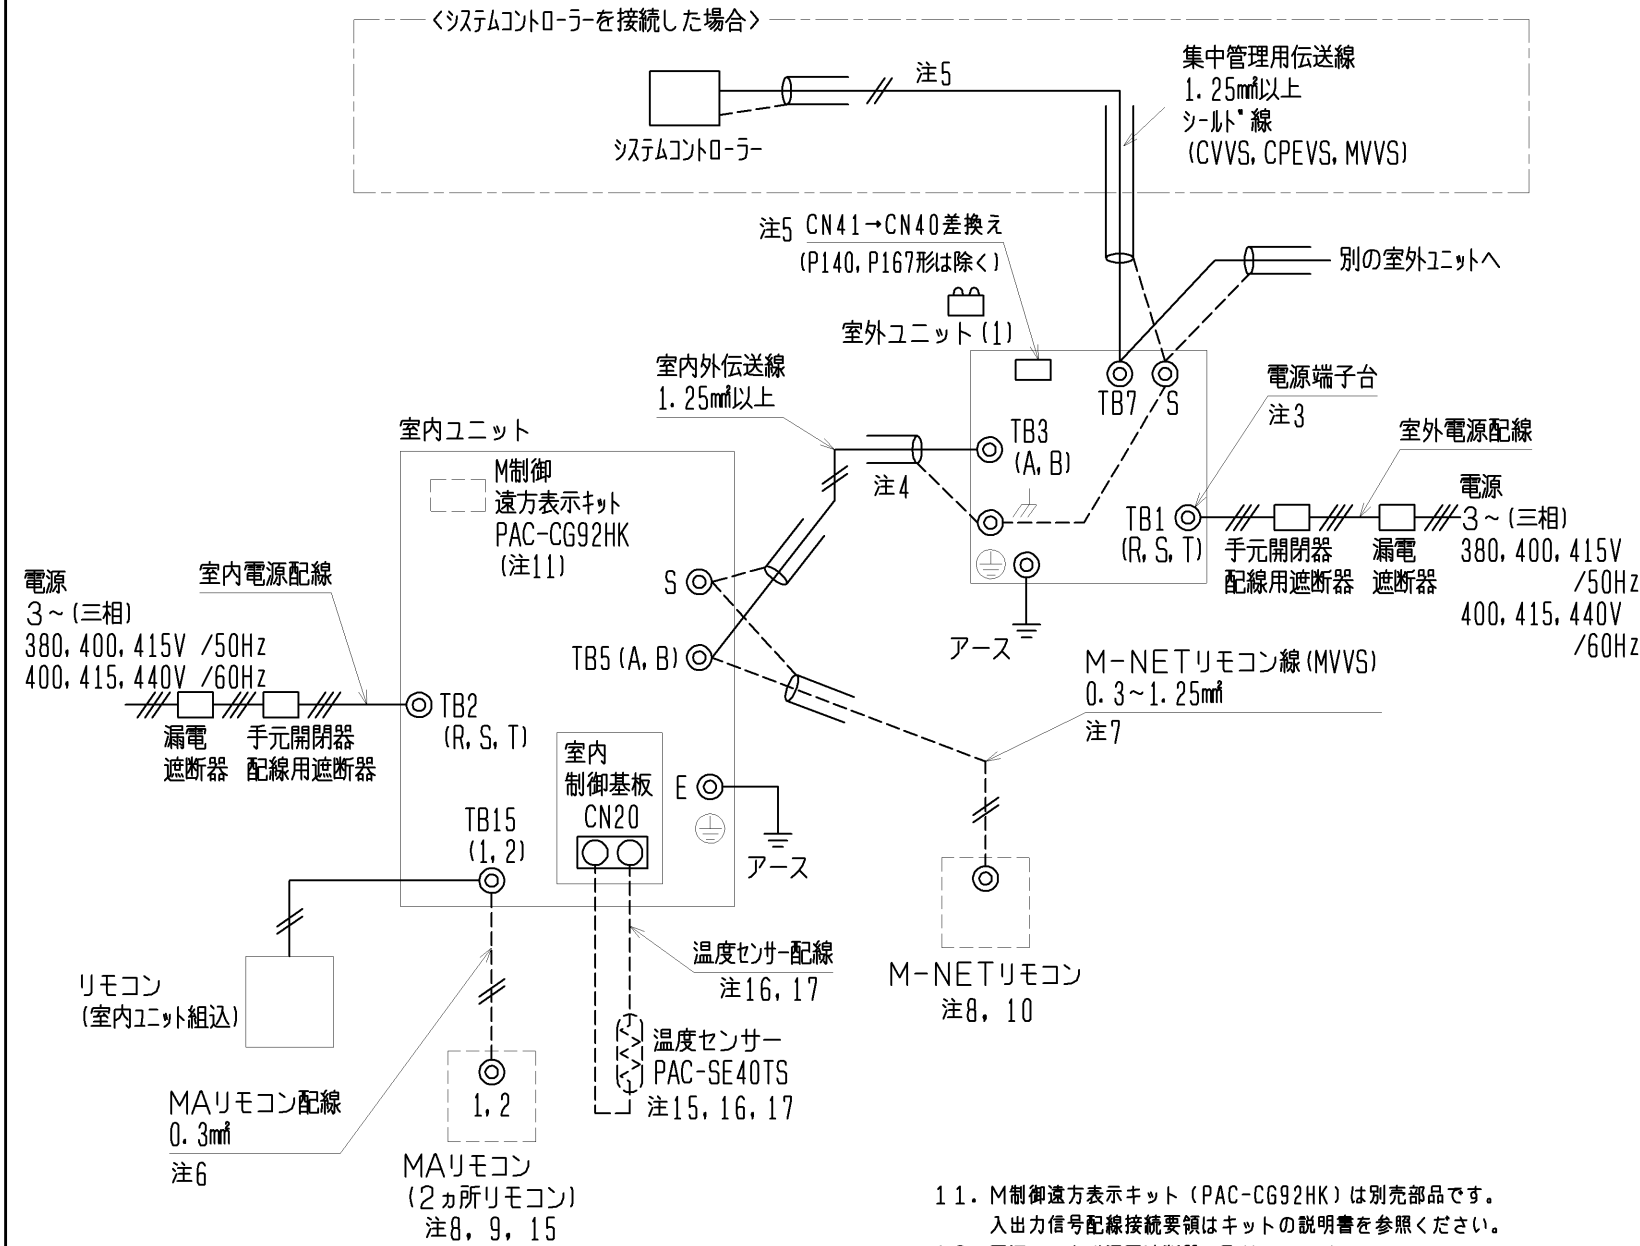 <システムコントローラーを接続した場合>
システムコントローラー
注5
集中管理用伝送線
1.25㎟以上
シールド線
(CVVS, CPEVS, MVVS)
注5 CN41→CN40差換え
(P140, P167形は除く)
別の室外ユニットへ
室外ユニット(1)
TB7
S
TB3
(A, B)
電源端子台
注3
TB1
(R, S, T)
室外電源配線
手元開閉器
配線用遮断器
漏電
遮断器
電源
3~(三相)
380, 400, 415V
/50Hz
400, 415, 440V
/60Hz
アース
室内外伝送線
1.25㎟以上
注4
室内ユニット
M制御
遠方表示キット
PAC-CG92HK
(注11)
S
TB5(A, B)
電源
3~(三相)
380, 400, 415V /50Hz
400, 415, 440V /60Hz
室内電源配線
漏電
遮断器
手元開閉器
配線用遮断器
TB2
(R, S, T)
室内
制御基板
CN20
E
アース
TB15
(1, 2)
M-NETリモコン線(MVVS)
0.3~1.25㎟
注7
M-NETリモコン
注8, 10
リモコン
(室内ユニット組込)
温度センサー配線
注16, 17
温度センサー
PAC-SE40TS
注15, 16, 17
MAリモコン配線
0.3㎟
注6
1, 2
MAリモコン
(2ヵ所リモコン)
注8, 9, 15
11. M制御遠方表示キット(PAC-CG92HK)は別売部品です。
入出力信号配線接続要領はキットの説明書を参照ください。